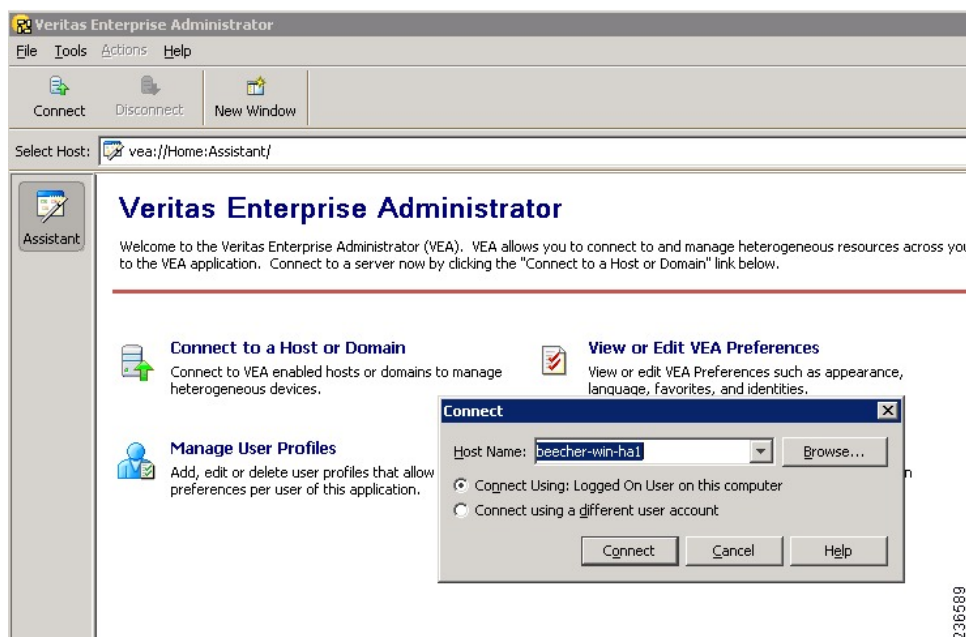 Veritas Enterprise Administrator
File Tools Actions Help
Connect Disconnect New Window
Select Host: vea://Home:Assistant/
Assistant
Veritas Enterprise Administrator
Welcome to the Veritas Enterprise Administrator (VEA). VEA allows you to connect to and manage heterogeneous resources across you
to the VEA application. Connect to a server now by clicking the "Connect to a Host or Domain" link below.
Connect to a Host or Domain
Connect to VEA enabled hosts or domains to manage
heterogeneous devices.
View or Edit VEA Preferences
View or edit VEA Preferences such as appearance,
language, favorites, and identities.
Manage User Profiles
Add, edit or delete user profiles that allow
preferences per user of this application.
n
Connect
Host Name: beecher-win-ha1 Browse...
Connect Using: Logged On User on this computer
Connect using a different user account
Connect Cancel Help
236589